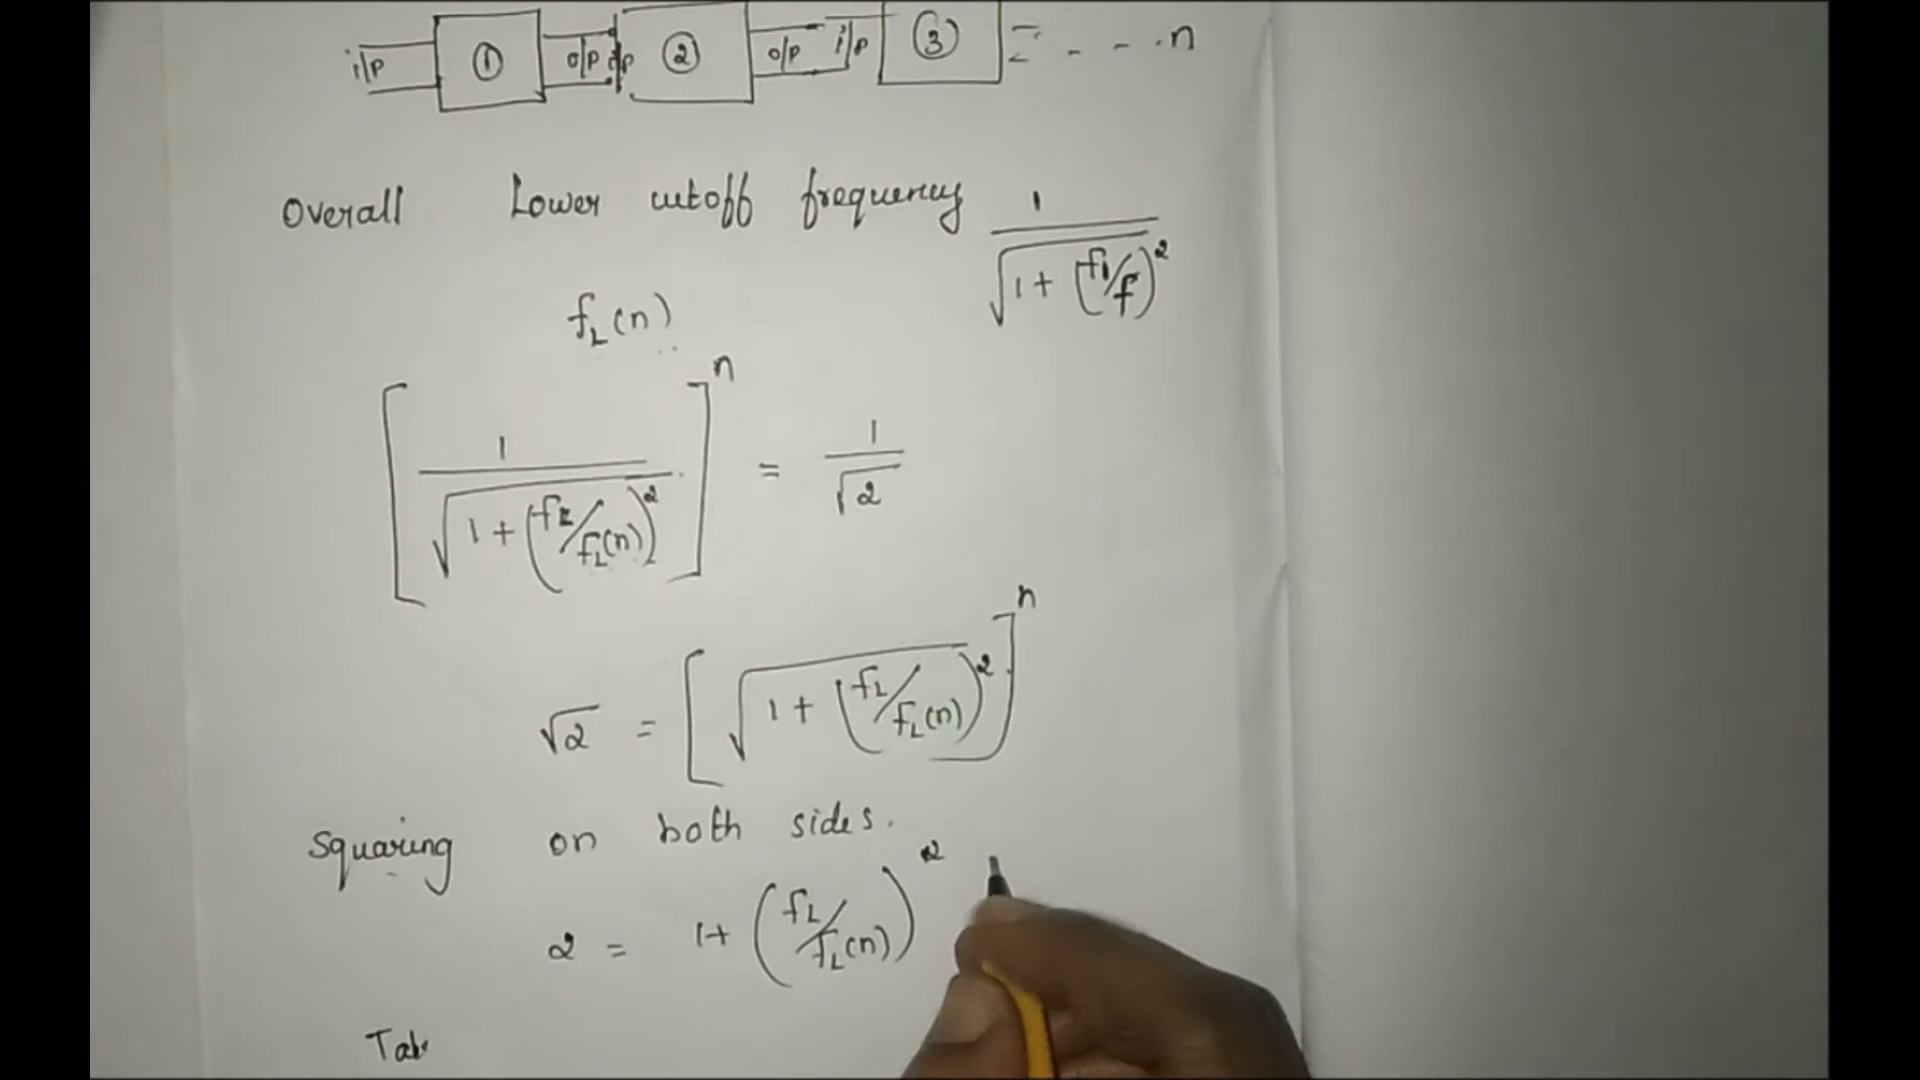 i/p ① o/p i/p ② o/p i/p ③ = - - - . n
Overall Lower cutoff frequency 1/√(1 + (f1/f)²)
fL(n)
[1/√(1 + (fL/fL(n))²)]ⁿ = 1/√2
√2 = [√(1 + (fL/fL(n))²)]ⁿ
Squaring on both sides.
2 = 1 + (fL/fL(n))²